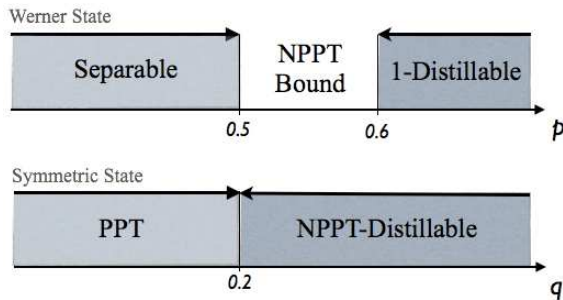 Werner State
Separable
NPPT
Bound
1-Distillable
0.5
0.6
p
Symmetric State
PPT
NPPT-Distillable
0.2
q